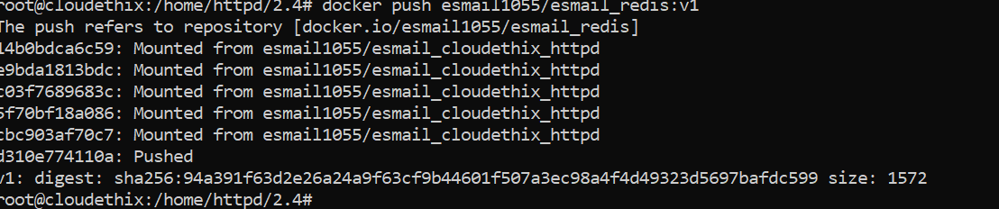 root@cloudethix:/home/httpd/2.4# docker push esmail1055/esmail_redis:v1
The push refers to repository [docker.io/esmail1055/esmail_redis]
14b0bdca6c59: Mounted from esmail1055/esmail_cloudethix_httpd
e9bda1813bdc: Mounted from esmail1055/esmail_cloudethix_httpd
c03f7689683c: Mounted from esmail1055/esmail_cloudethix_httpd
5f70bf18a086: Mounted from esmail1055/esmail_cloudethix_httpd
cbc903af70c7: Mounted from esmail1055/esmail_cloudethix_httpd
d310e774110a: Pushed
v1: digest: sha256:94a391f63d2e26a24a9f63cf9b44601f507a3ec98a4f4d49323d5697bafdc599 size: 1572
root@cloudethix:/home/httpd/2.4#